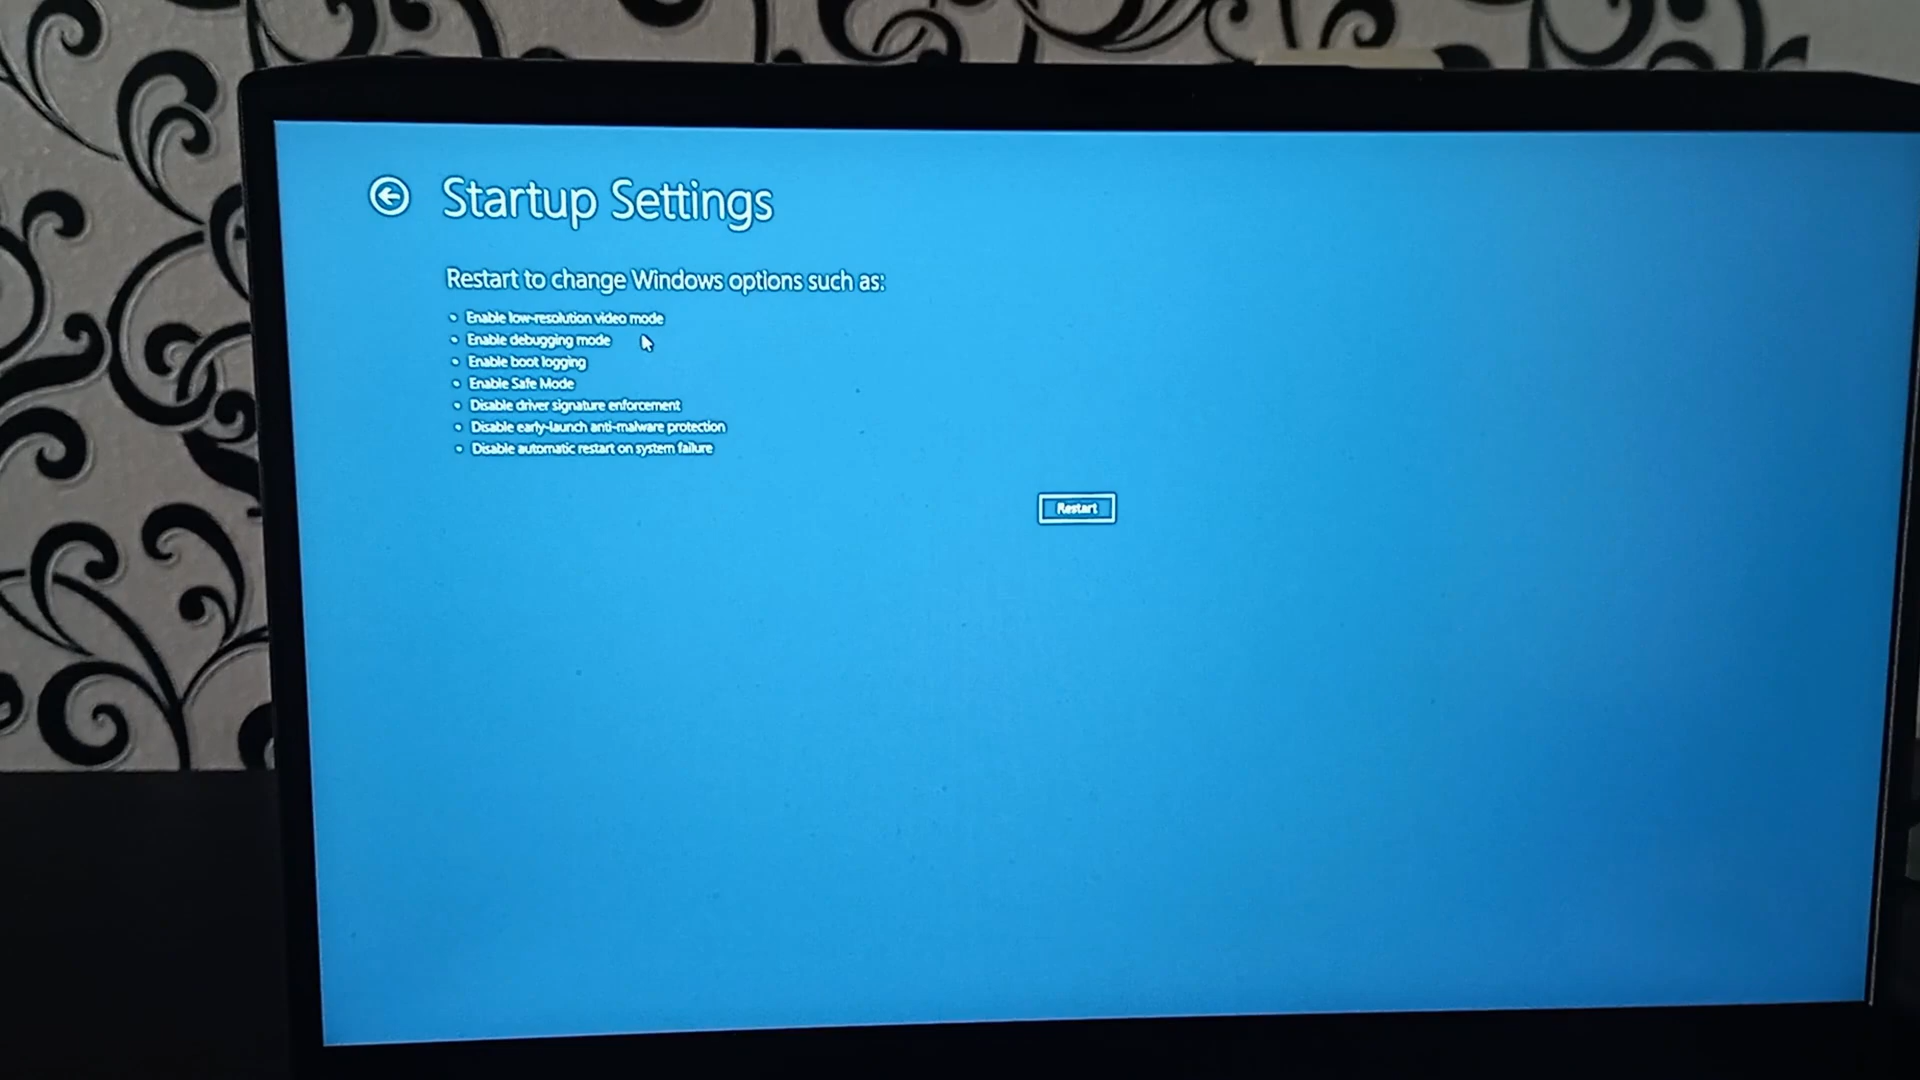 Startup Settings
Restart to change Windows options such as:
Enable low-resolution video mode
Enable debugging mode
Enable boot logging
Enable Safe Mode
Disable driver signature enforcement
Disable early-launch anti-malware protection
Disable automatic restart on system failure
Restart